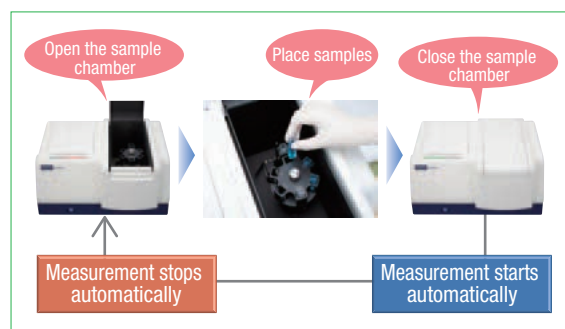 Open the sample
chamber
Place samples
Close the sample
chamber
Measurement stops
automatically
Measurement starts
automatically